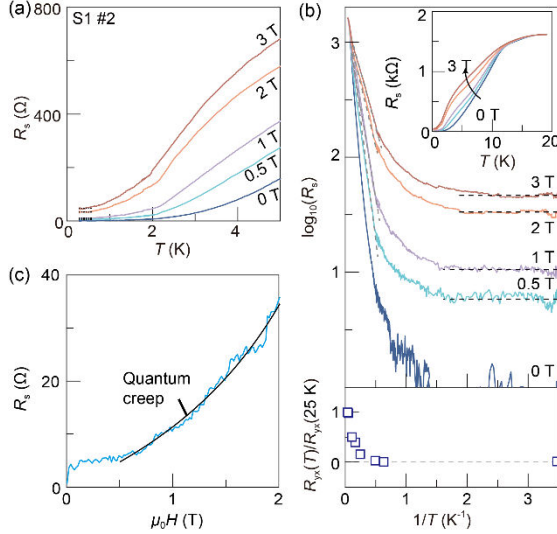 (a)
S1 #2
800
400
0
R_s (Ω)
3 T
2 T
1 T
0.5 T
0 T
2
4
T (K)
(b)
3
2
1
log₁₀(R_s)
2
1
0
R_s (kΩ)
3 T
0 T
0
10
20
T (K)
3 T
2 T
1 T
0.5 T
0 T
(c)
40
20
0
R_s (Ω)
Quantum
creep
0
1
2
μ₀H (T)
1
0
R_yx(T)/R_yx(25 K)
0
1
2
3
1/T (K⁻¹)